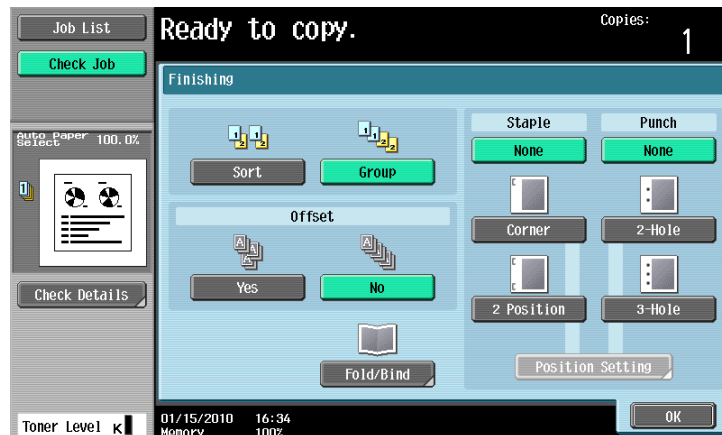 Job List
Check Job
Ready to copy.
Copies:
1
Finishing
Auto Paper Select 100.0%
Sort
Group
Offset
Yes
No
Fold/Bind
Staple
None
Corner
2 Position
Punch
None
2-Hole
3-Hole
Position Setting
Check Details
Toner Level K
01/15/2010 16:34
Memory 100%
OK